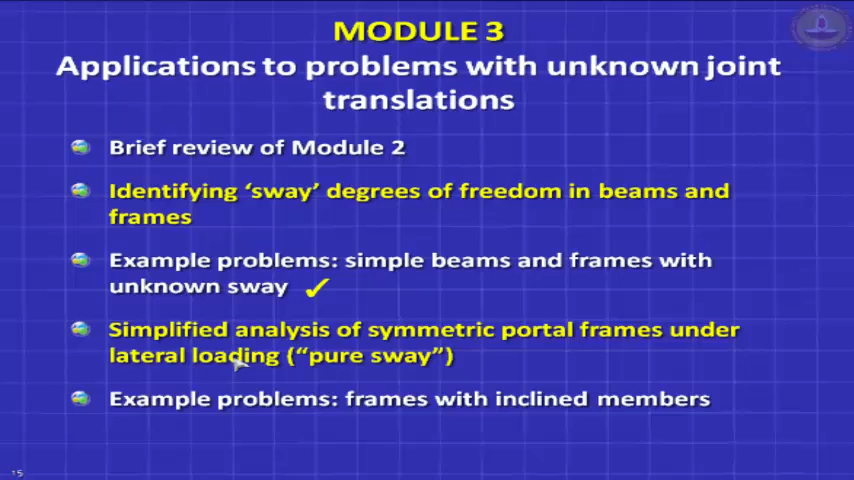 MODULE 3
Applications to problems with unknown joint
translations
Brief review of Module 2
Identifying ‘sway’ degrees of freedom in beams and
frames
Example problems: simple beams and frames with
unknown sway ✓
Simplified analysis of symmetric portal frames under
lateral loading (“pure sway”)
Example problems: frames with inclined members
15